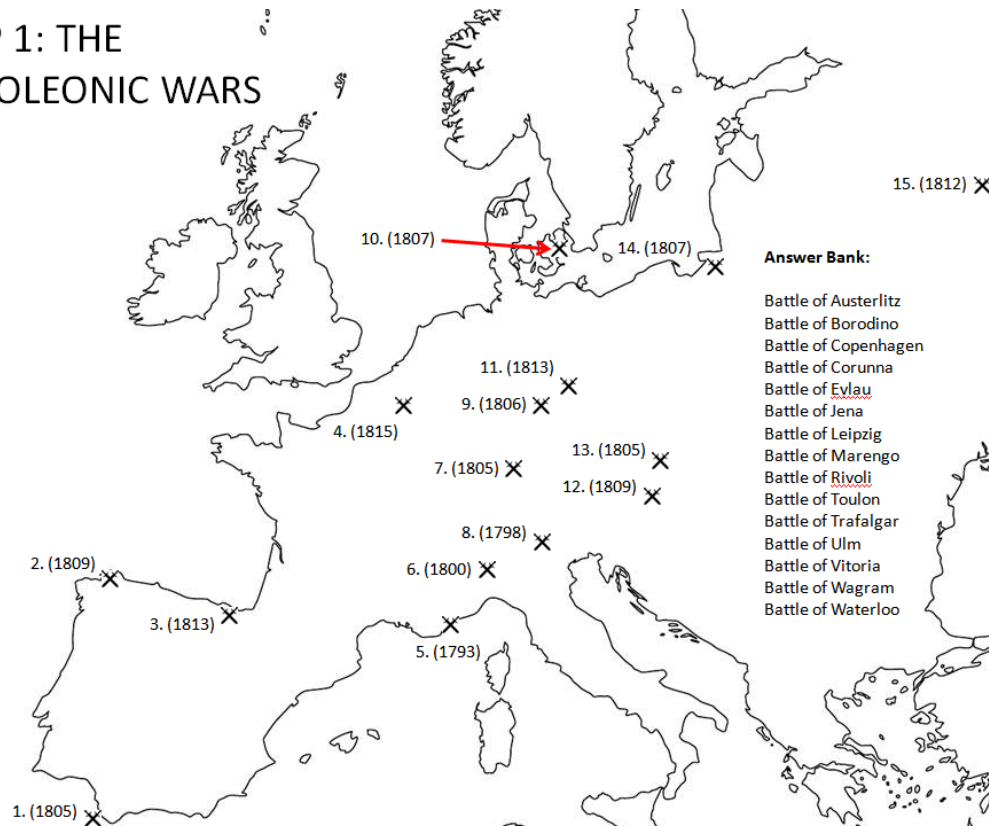 1: THE
OLEONIC WARS
15. (1812)
10. (1807)
14. (1807)
Answer Bank:
Battle of Austerlitz
Battle of Borodino
Battle of Copenhagen
Battle of Corunna
Battle of Eylau
Battle of Jena
Battle of Leipzig
Battle of Marengo
Battle of Rivoli
Battle of Toulon
Battle of Trafalgar
Battle of Ulm
Battle of Vitoria
Battle of Wagram
Battle of Waterloo
11. (1813)
9. (1806)
4. (1815)
13. (1805)
7. (1805)
12. (1809)
8. (1798)
2. (1809)
6. (1800)
3. (1813)
5. (1793)
1. (1805)